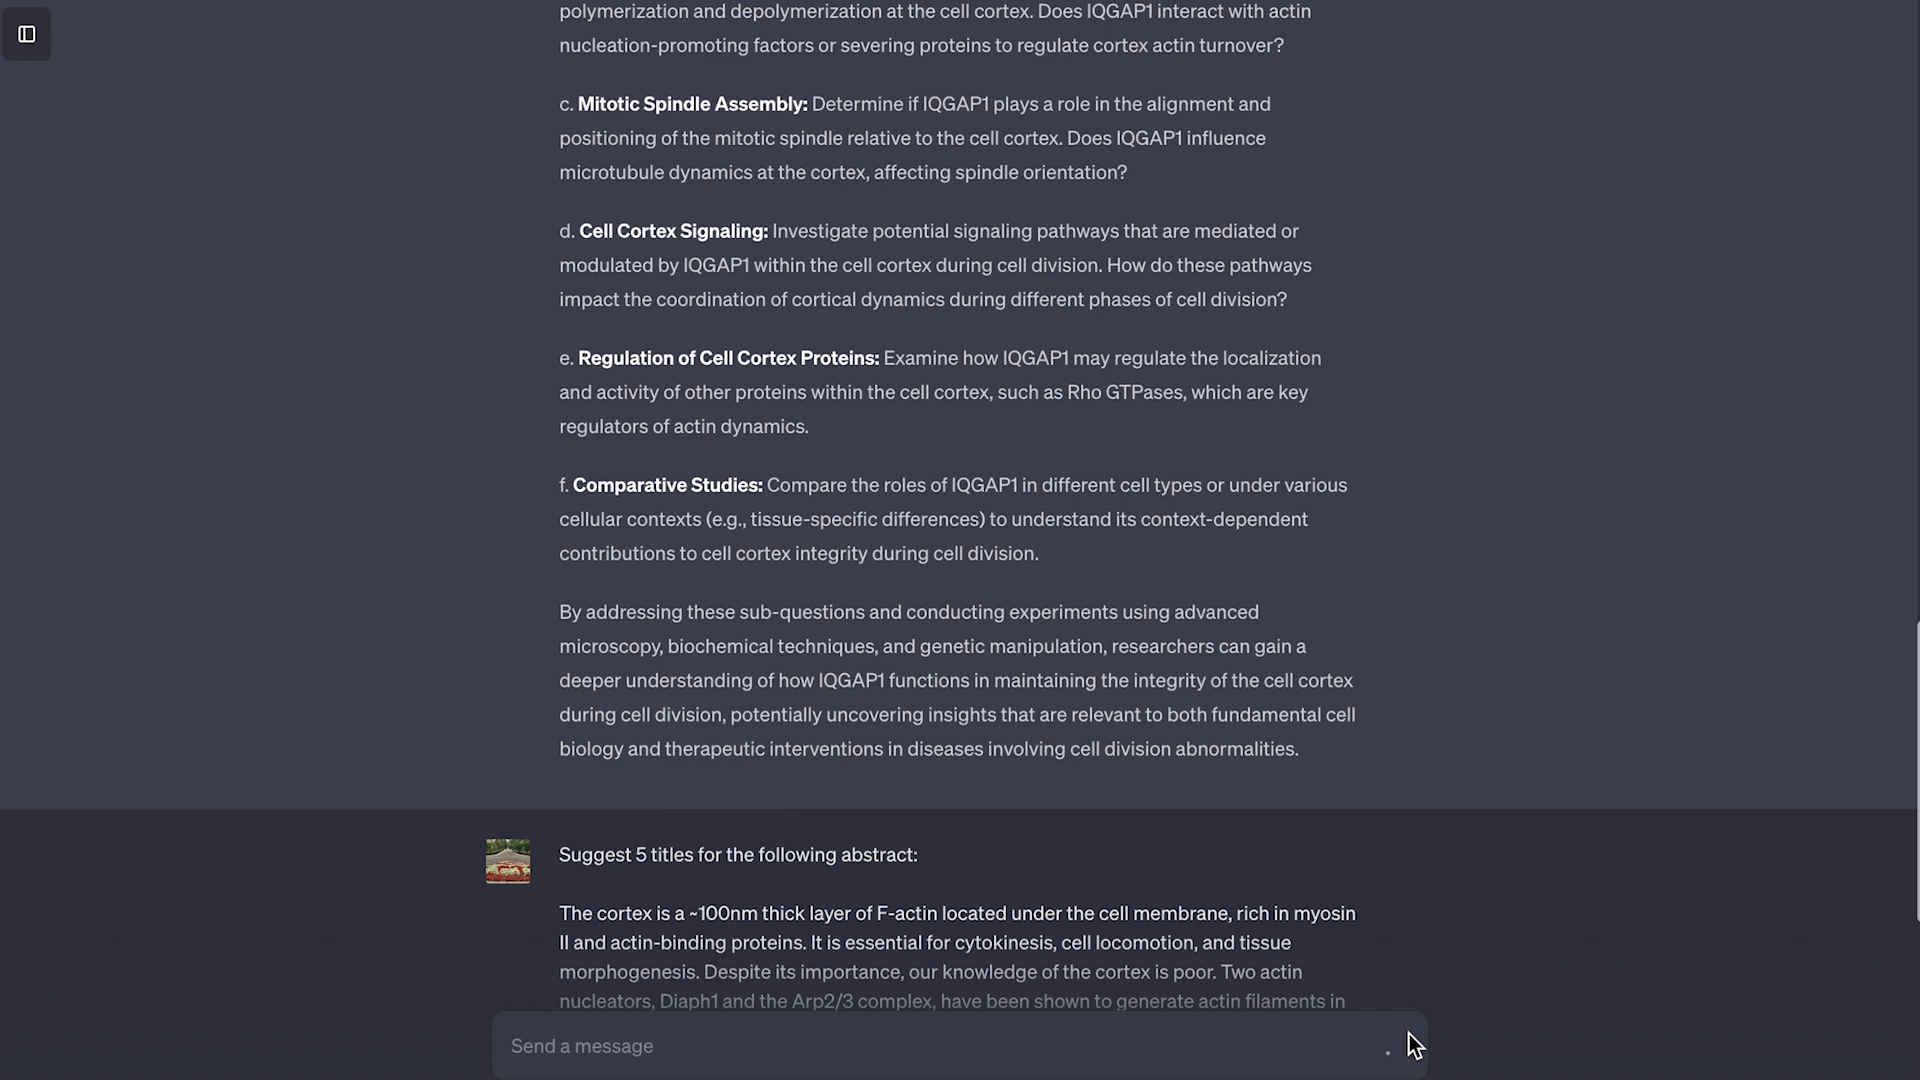 polymerization and depolymerization at the cell cortex. Does IQGAP1 interact with actin
nucleation-promoting factors or severing proteins to regulate cortex actin turnover?
c. Mitotic Spindle Assembly: Determine if IQGAP1 plays a role in the alignment and
positioning of the mitotic spindle relative to the cell cortex. Does IQGAP1 influence
microtubule dynamics at the cortex, affecting spindle orientation?
d. Cell Cortex Signaling: Investigate potential signaling pathways that are mediated or
modulated by IQGAP1 within the cell cortex during cell division. How do these pathways
impact the coordination of cortical dynamics during different phases of cell division?
e. Regulation of Cell Cortex Proteins: Examine how IQGAP1 may regulate the localization
and activity of other proteins within the cell cortex, such as Rho GTPases, which are key
regulators of actin dynamics.
f. Comparative Studies: Compare the roles of IQGAP1 in different cell types or under various
cellular contexts (e.g., tissue-specific differences) to understand its context-dependent
contributions to cell cortex integrity during cell division.
By addressing these sub-questions and conducting experiments using advanced
microscopy, biochemical techniques, and genetic manipulation, researchers can gain a
deeper understanding of how IQGAP1 functions in maintaining the integrity of the cell cortex
during cell division, potentially uncovering insights that are relevant to both fundamental cell
biology and therapeutic interventions in diseases involving cell division abnormalities.
Suggest 5 titles for the following abstract:
The cortex is a ~100nm thick layer of F-actin located under the cell membrane, rich in myosin
II and actin-binding proteins. It is essential for cytokinesis, cell locomotion, and tissue
morphogenesis. Despite its importance, our knowledge of the cortex is poor. Two actin
nucleators, Diaph1 and the Arp2/3 complex, have been shown to generate actin filaments in
Send a message